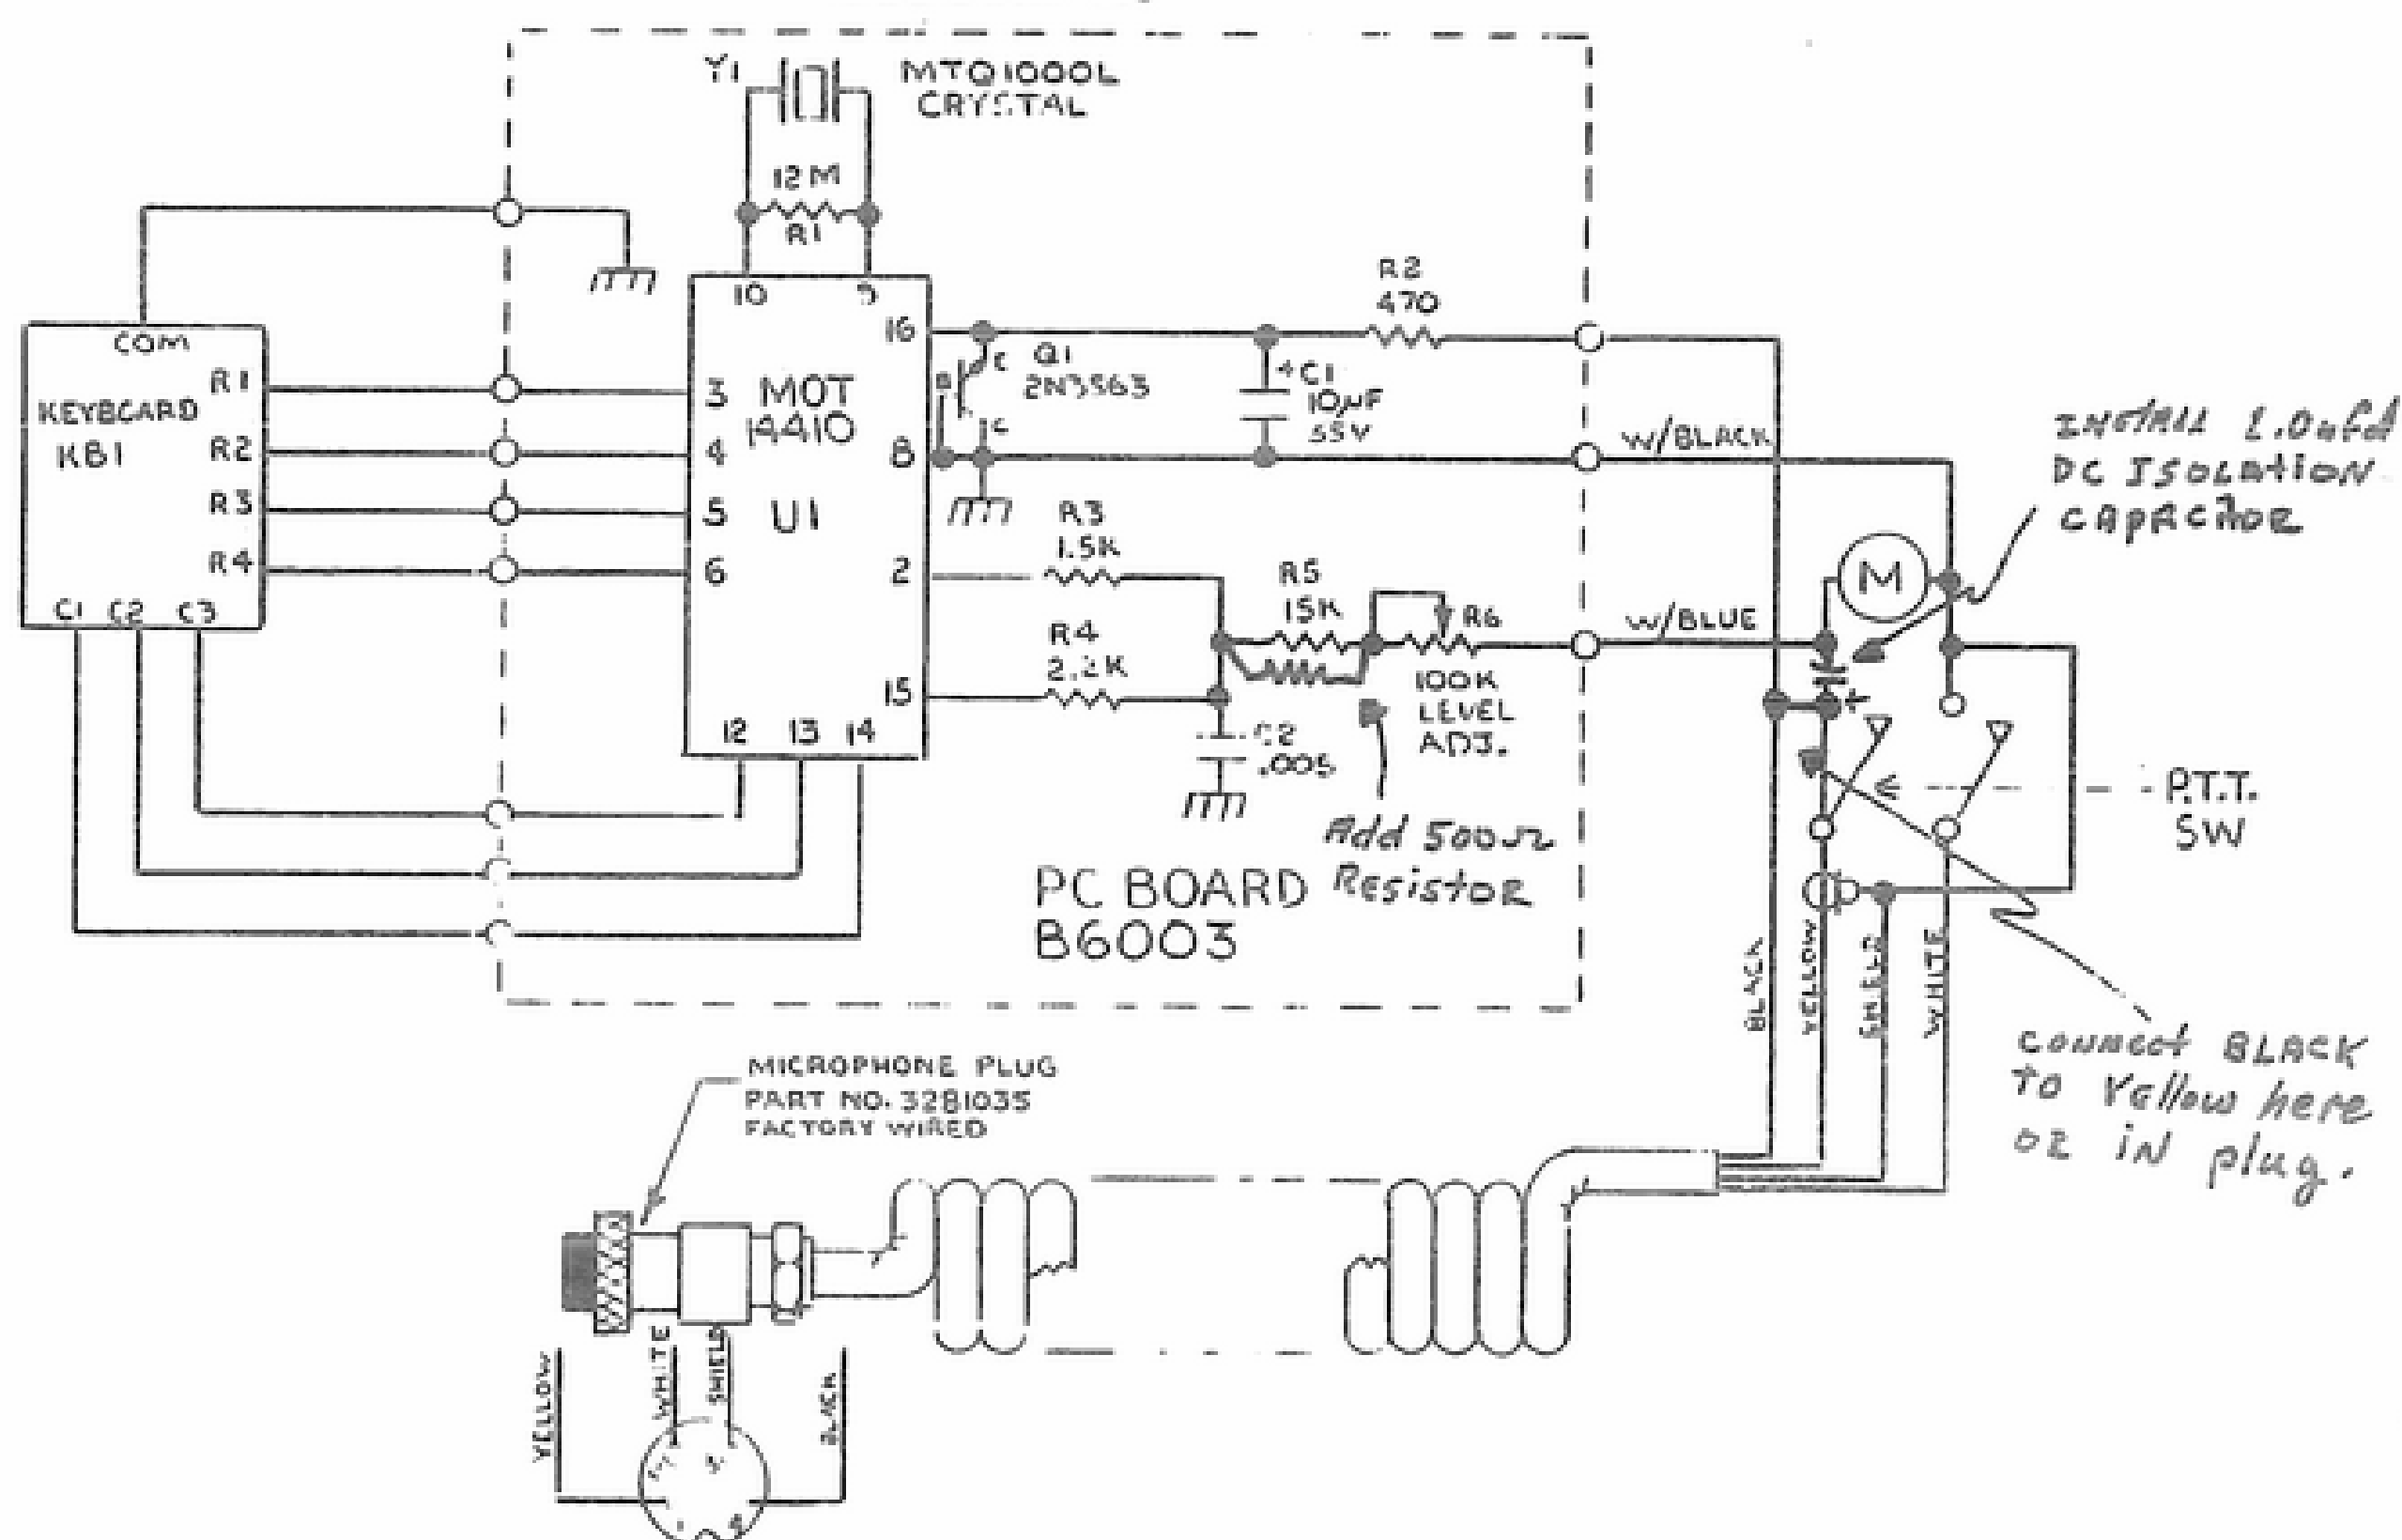 Y1
MTQ1000L
CRYSTAL
12M
R1
10
9
COM
KEYBOARD
KB1
R1
R2
R3
R4
C1 C2 C3
3
4
5
6
MOT
14410
U1
16
8
2
15
12 13 14
Q1
2N3563
C
B
C
+C1
10µF
R2
470
R3
1.5K
R4
2.2K
R5
15K
R6
100K
LEVEL
ADJ.
C2
.005
W/BLACK
W/BLUE
M
+
INSTALL 1.0ufd
DC ISOLATION
CAPACITOR
P.T.T.
SW
Add 500Ω
Resistor
PC BOARD
B6003
BLACK
YELLOW
SHIELD
WHITE
CONNECT BLACK
TO Yellow here
OR IN plug.
MICROPHONE PLUG
PART NO. 3281035
FACTORY WIRED
YELLOW
WHITE
SHIELD
BLACK